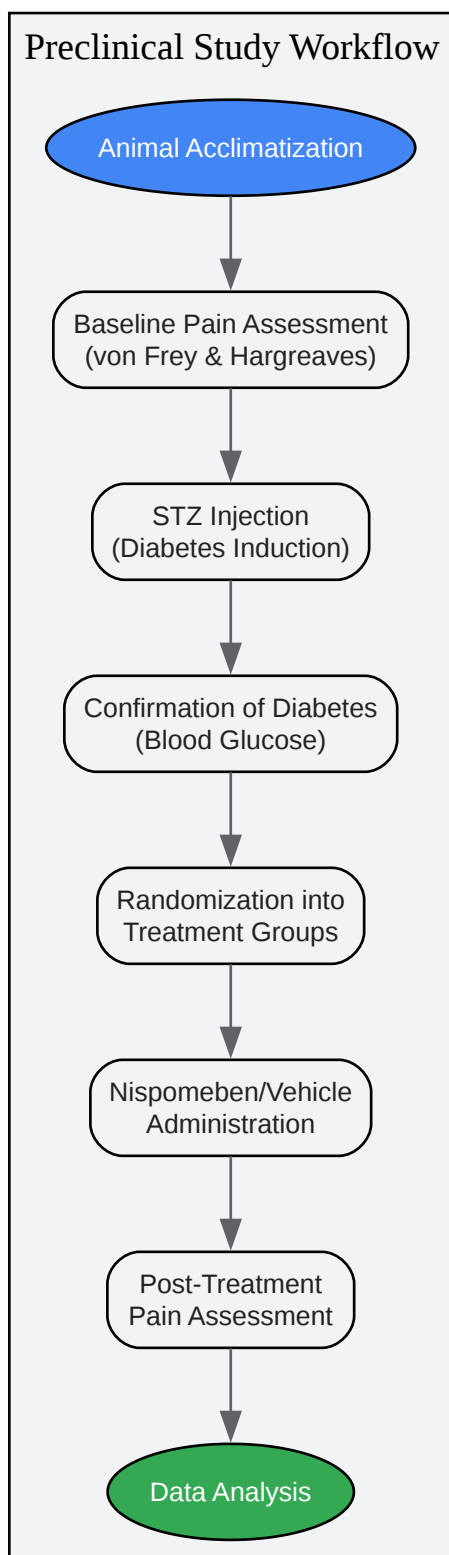 Preclinical Study Workflow
Animal Acclimatization
Baseline Pain Assessment
(von Frey & Hargreaves)
STZ Injection
(Diabetes Induction)
Confirmation of Diabetes
(Blood Glucose)
Randomization into
Treatment Groups
Nispomeben/Vehicle
Administration
Post-Treatment
Pain Assessment
Data Analysis